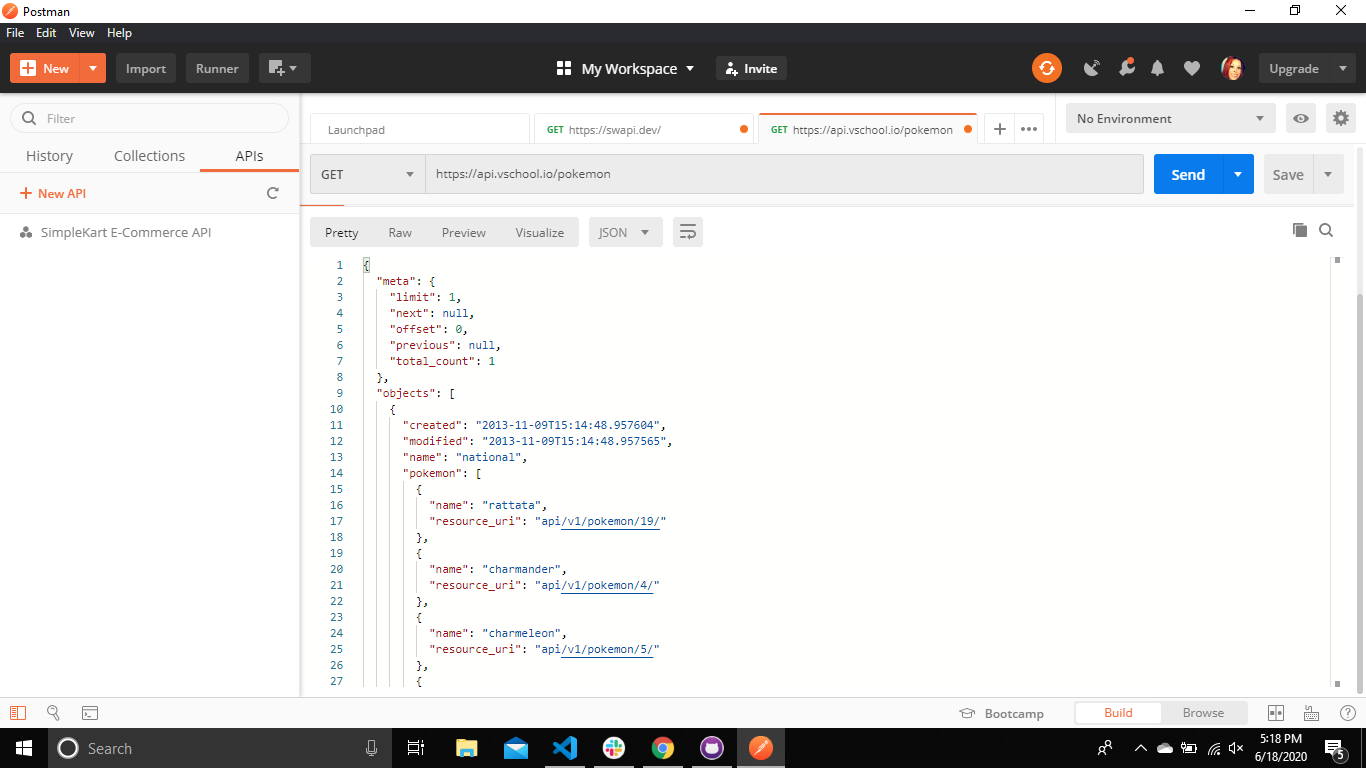 Postman
File Edit View Help
New Import Runner My Workspace Invite Upgrade
Filter
History Collections APIs
+ New API
SimpleKart E-Commerce API
Launchpad GET https://swapi.dev/ GET https://api.vschool.io/pokemon + ••• No Environment
GET https://api.vschool.io/pokemon Send Save
Pretty Raw Preview Visualize JSON
1 {
2 "meta": {
3 "limit": 1,
4 "next": null,
5 "offset": 0,
6 "previous": null,
7 "total_count": 1
8 },
9 "objects": [
10 {
11 "created": "2013-11-09T15:14:48.957604",
12 "modified": "2013-11-09T15:14:48.957565",
13 "name": "national",
14 "pokemon": [
15 {
16 "name": "rattata",
17 "resource_uri": "api/v1/pokemon/19/"
18 },
19 {
20 "name": "charmander",
21 "resource_uri": "api/v1/pokemon/4/"
22 },
23 {
24 "name": "charmeleon",
25 "resource_uri": "api/v1/pokemon/5/"
26 },
27 {
Bootcamp Build Browse ?
Search 5:18 PM
6/18/2020 5